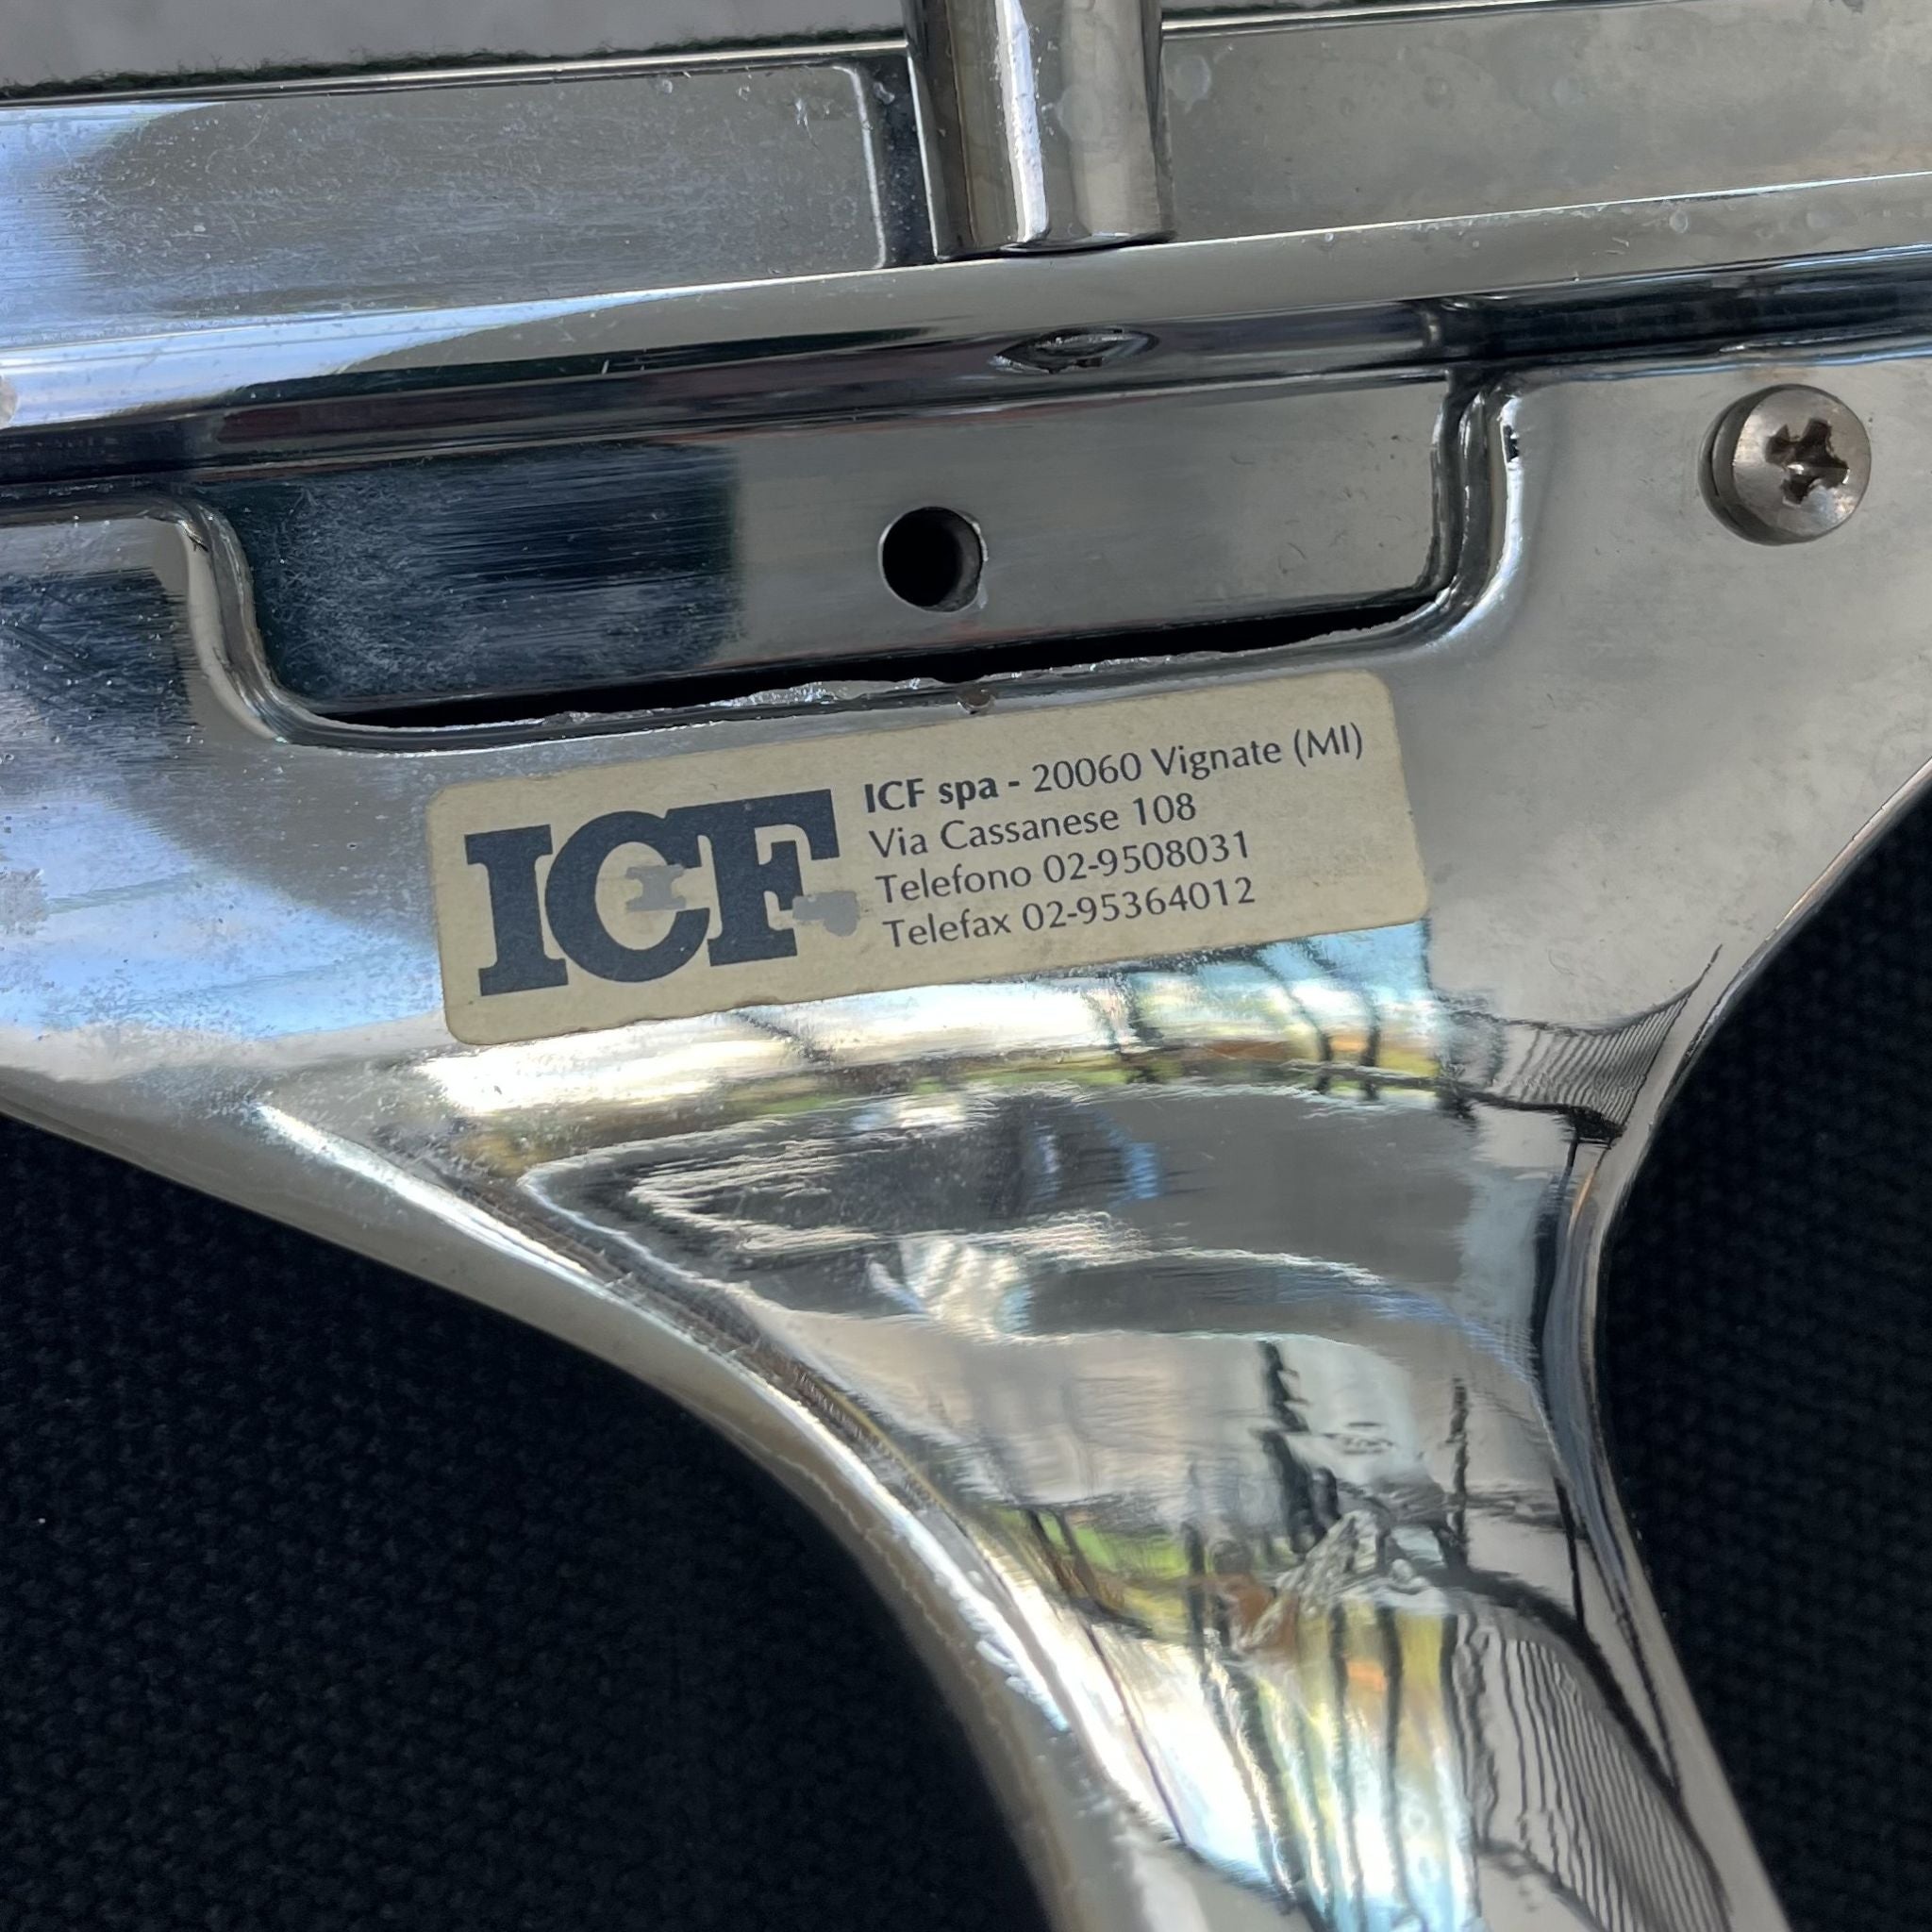 ICF
ICF spa - 20060 Vignate (MI)
Via Cassanese 108
Telefono 02-9508031
Telefax 02-95364012